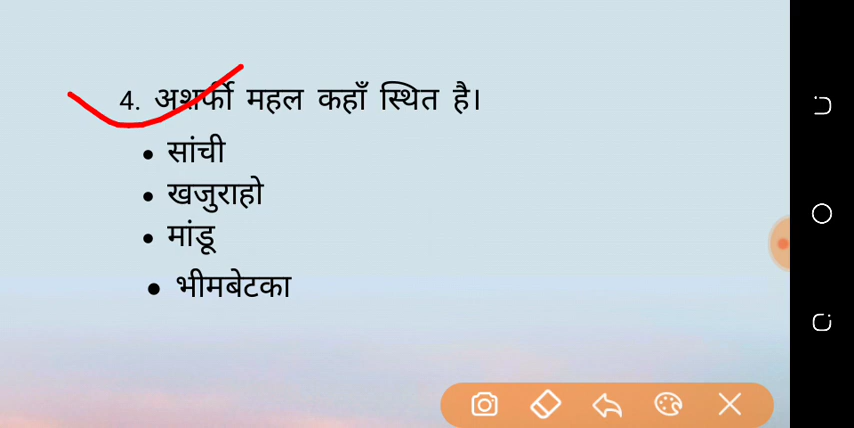 4. अशर्फी महल कहाँ स्थित है।
• सांची
• खजुराहो
• मांडू
• भीमबेटका